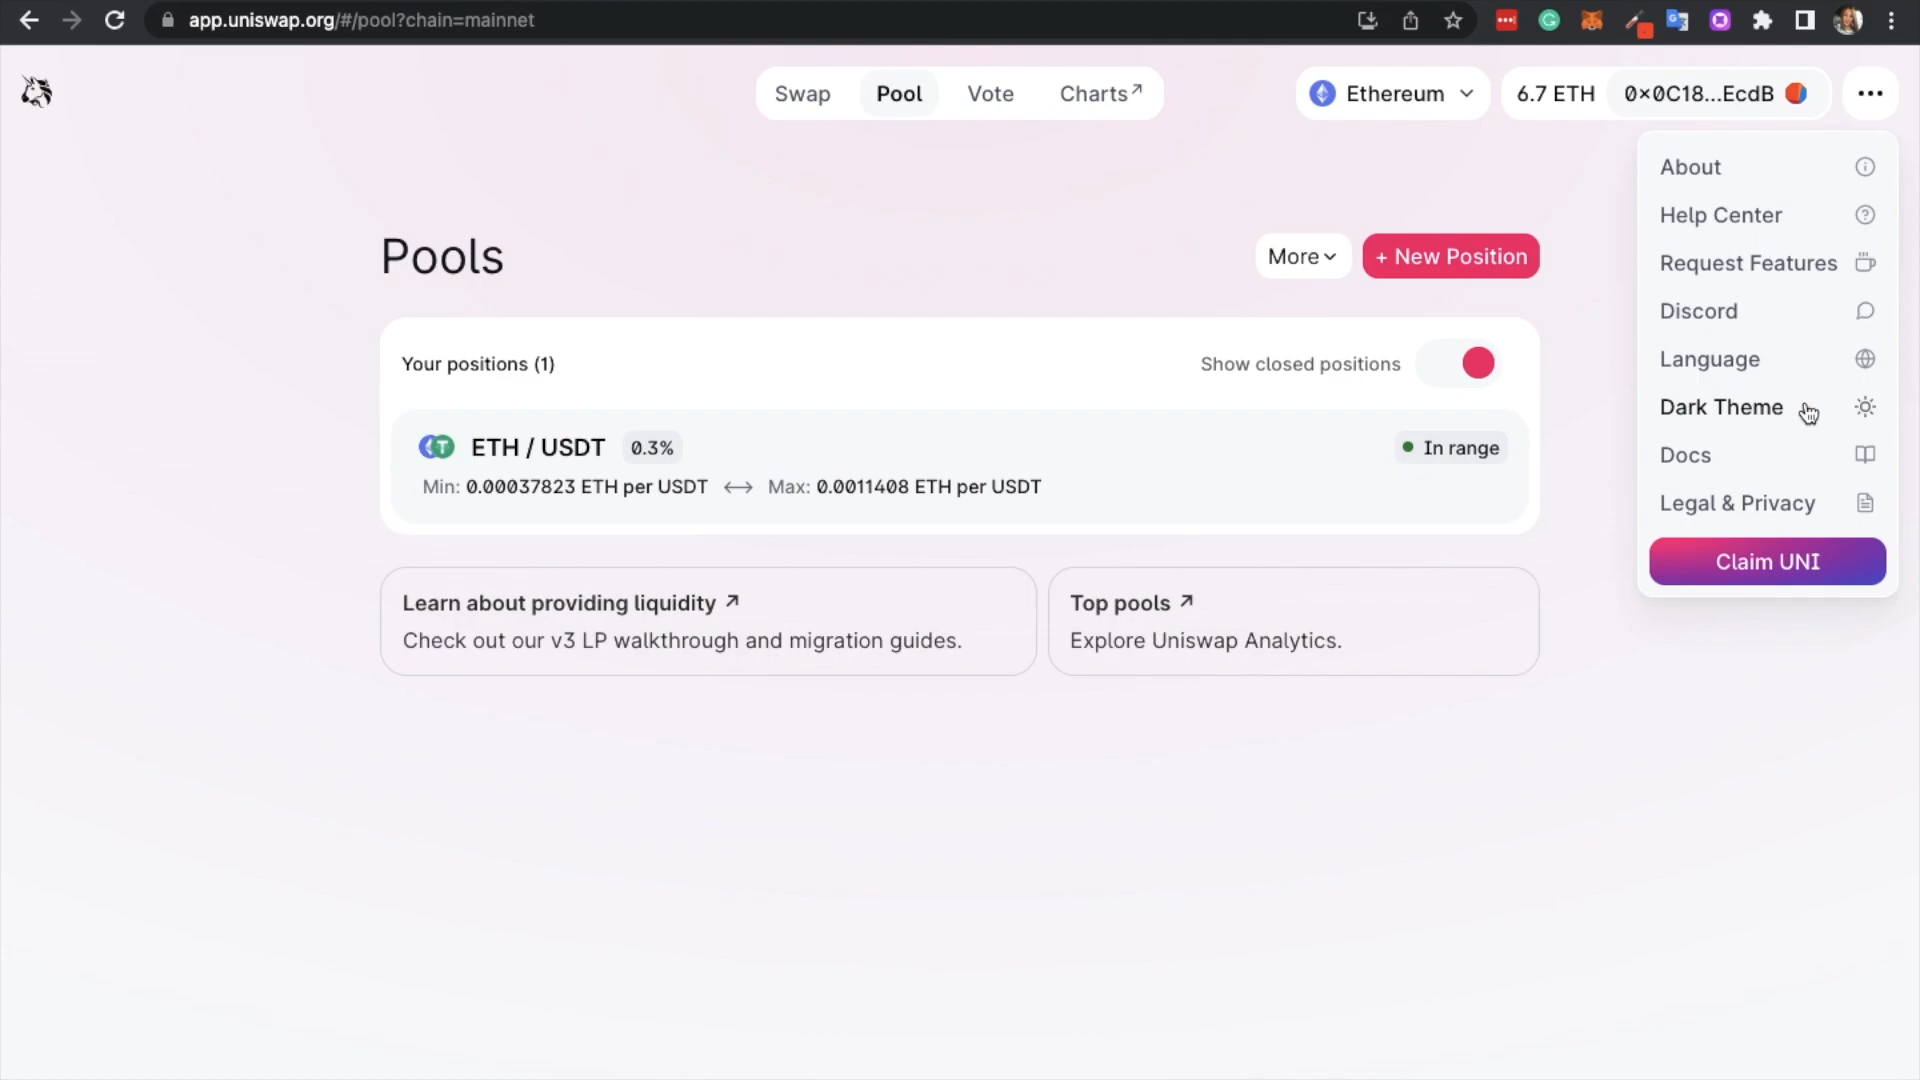 app.uniswap.org/#/pool?chain=mainnet
Swap Pool Vote Charts↗ Ethereum 6.7 ETH 0×0C18...EcdB
About
Help Center
Request Features
Discord
Language
Dark Theme
Docs
Legal & Privacy
Claim UNI
Pools More + New Position
Your positions (1) Show closed positions
ETH / USDT 0.3% In range
Min: 0.00037823 ETH per USDT ⟷ Max: 0.0011408 ETH per USDT
Learn about providing liquidity ↗
Check out our v3 LP walkthrough and migration guides.
Top pools ↗
Explore Uniswap Analytics.